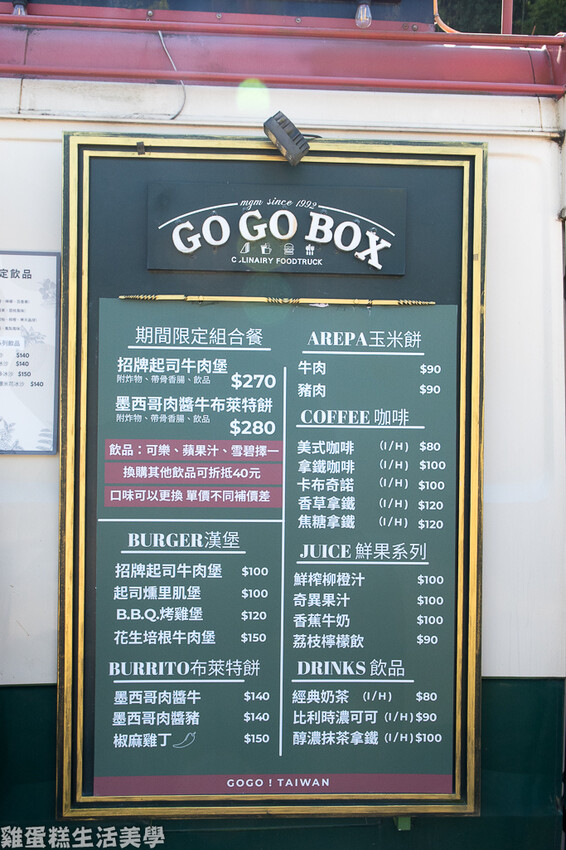 mgm since 1992
GO GO BOX
CULINAIRY FOODTRUCK
期間限定組合餐
招牌起司牛肉堡
附炸物、帶骨香腸、飲品 $270
墨西哥肉醬牛布萊特餅
附炸物、帶骨香腸、飲品 $280
飲品：可樂、蘋果汁、雪碧擇一
換購其他飲品可折抵40元
口味可以更換 單價不同補價差
BURGER漢堡
招牌起司牛肉堡 $100
起司燻里肌堡 $100
B.B.Q.烤雞堡 $120
花生培根牛肉堡 $150
BURRITO布萊特餅
墨西哥肉醬牛 $140
墨西哥肉醬豬 $140
椒麻雞丁 $150
AREPA玉米餅
牛肉 $90
豬肉 $90
COFFEE 咖啡
美式咖啡 (I/H) $80
拿鐵咖啡 (I/H) $100
卡布奇諾 (I/H) $100
香草拿鐵 (I/H) $120
焦糖拿鐵 (I/H) $120
JUICE 鮮果系列
鮮榨柳橙汁 $100
奇異果汁 $100
香蕉牛奶 $100
荔枝檸檬飲 $90
DRINKS 飲品
經典奶茶 (I/H) $80
比利時濃可可 (I/H) $90
醇濃抹茶拿鐵 (I/H) $100
GOGO！TAIWAN
定飲品
$140
$140
$150
$140
雞蛋糕生活美學